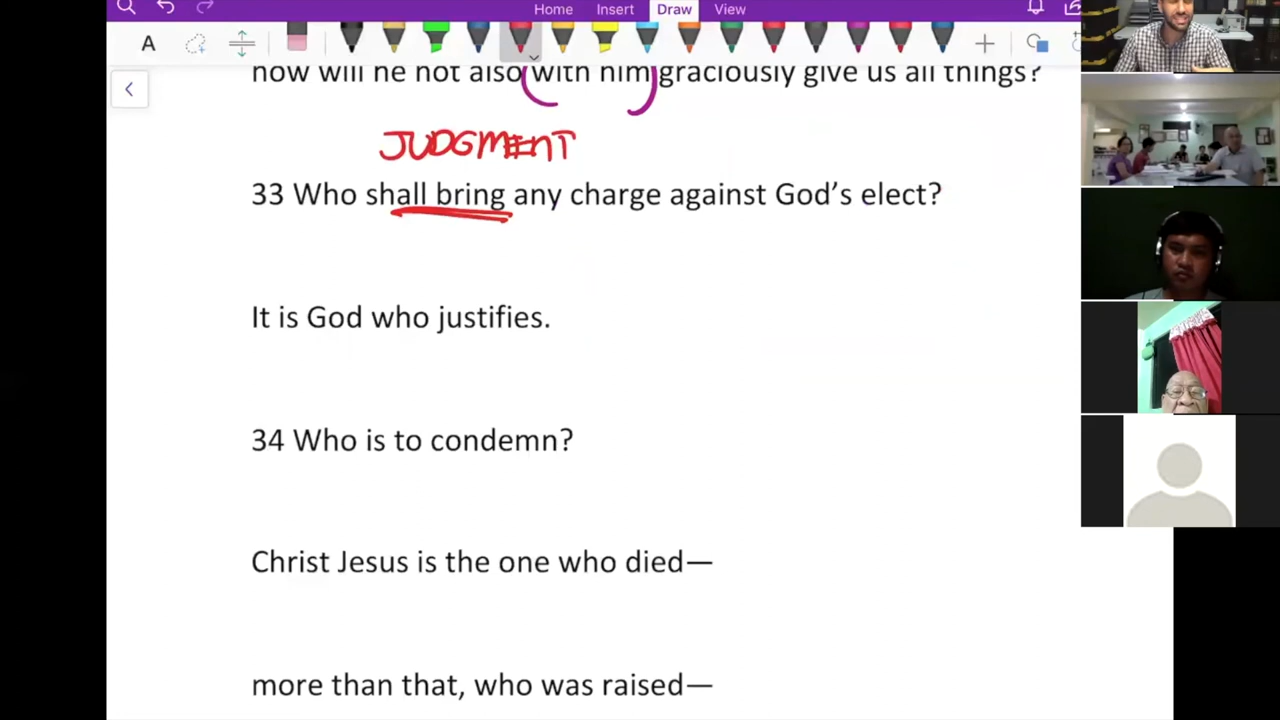 Home Insert Draw View
A
how will he not also with him graciously give us all things?
JUDGMENT
33 Who shall bring any charge against God's elect?
It is God who justifies.
34 Who is to condemn?
Christ Jesus is the one who died—
more than that, who was raised—